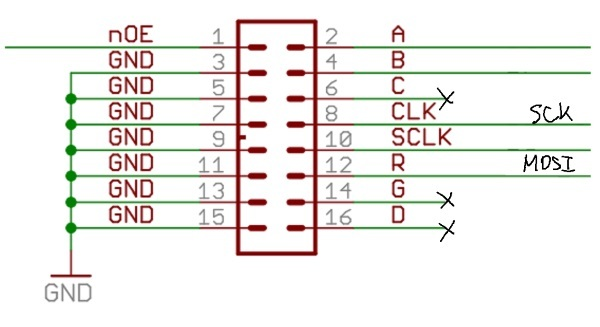 nOE 1 2 A
GND 3 4 B
GND 5 6 C
GND 7 8 CLK SCK
GND 9 10 SCLK
GND 11 12 R MOSI
GND 13 14 G
GND 15 16 D
GND